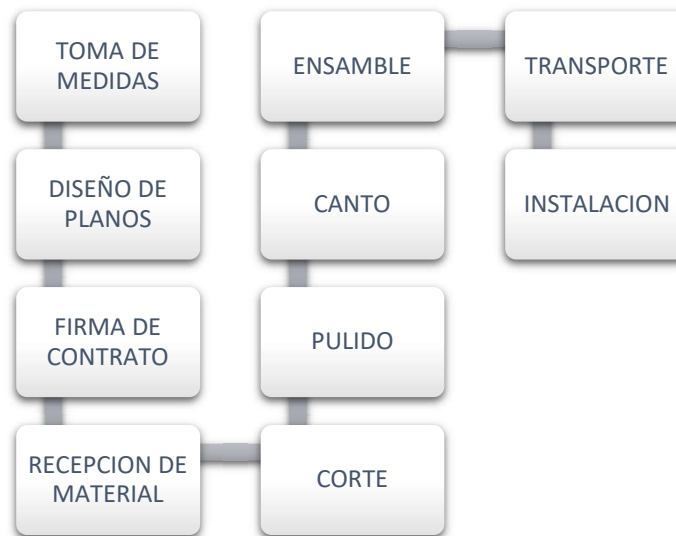 TOMA DE
MEDIDAS
DISEÑO DE
PLANOS
FIRMA DE
CONTRATO
RECEPCION DE
MATERIAL
CORTE
PULIDO
CANTO
ENSAMBLE
TRANSPORTE
INSTALACION